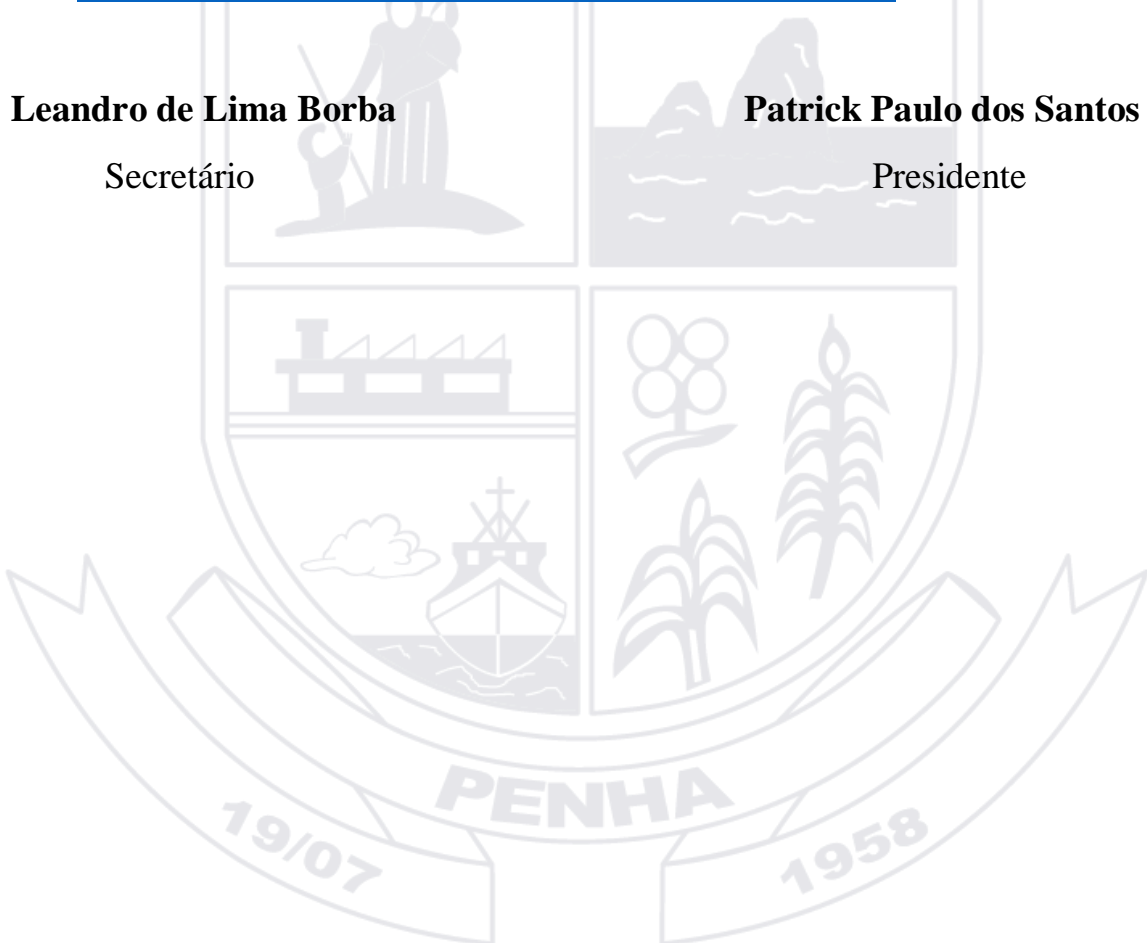 Leandro de Lima Borba Patrick Paulo dos Santos
Secretário Presidente
PENHA
19/07 1958